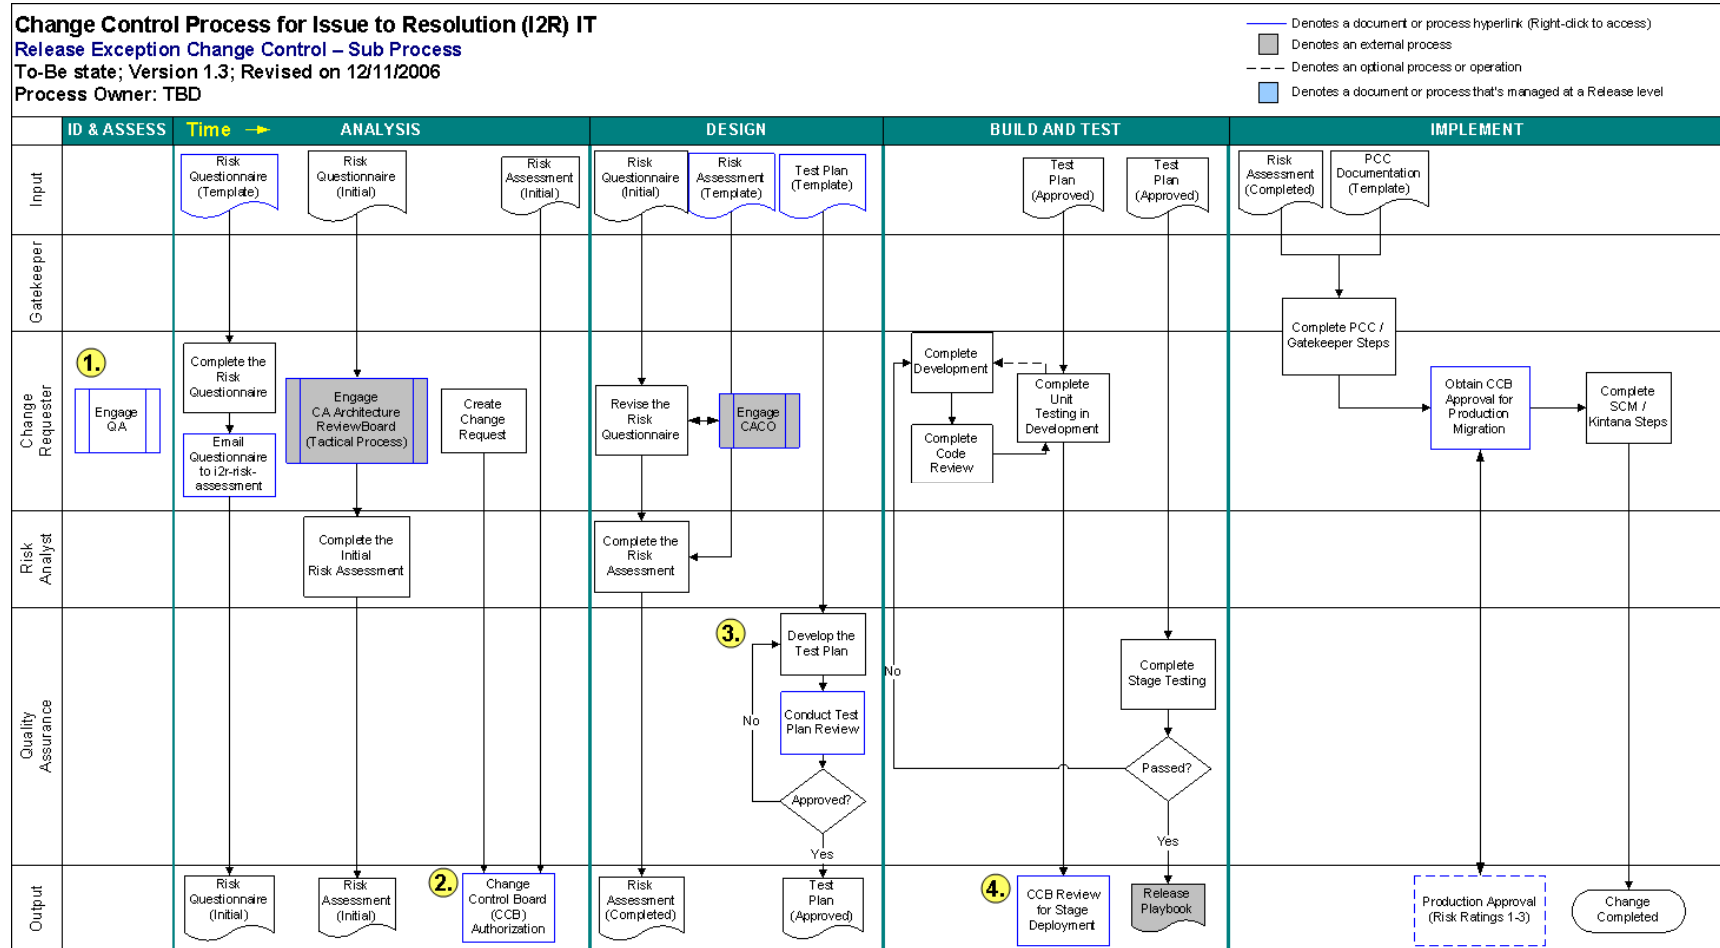 Change Control Process for Issue to Resolution (I2R) IT
Release Exception Change Control – Sub Process
To-Be state; Version 1.3; Revised on 12/11/2006
Process Owner: TBD
Denotes a document or process hyperlink (Right-click to access)
Denotes an external process
Denotes an optional process or operation
Denotes a document or process that's managed at a Release level
ID & ASSESS
Time
ANALYSIS
DESIGN
BUILD AND TEST
IMPLEMENT
Input
Risk
Questionnaire
(Template)
Risk
Questionnaire
(Initial)
Risk
Assessment
(Initial)
Risk
Questionnaire
(Initial)
Risk
Assessment
(Template)
Test Plan
(Template)
Test
Plan
(Approved)
Test
Plan
(Approved)
Risk
Assessment
(Completed)
PCC
Documentation
(Template)
Gatekeeper
Complete PCC /
Gatekeeper Steps
Change
Requester
1.
Engage
QA
Complete the
Risk
Questionnaire
Email
Questionnaire
to i2r-risk-
assessment
Engage
CA Architecture
ReviewBoard
(Tactical Process)
Create
Change
Request
Revise the
Risk
Questionnaire
Engage
CACO
Complete
Development
Complete
Code
Review
Complete
Unit
Testing in
Development
Obtain CCB
Approval for
Production
Migration
Complete
SCM /
Kintana Steps
Risk
Analyst
Complete the
Initial
Risk Assessment
Complete the
Risk
Assessment
Quality
Assurance
3.
Develop the
Test Plan
Conduct Test
Plan Review
No
Approved?
Yes
No
Complete
Stage Testing
Passed?
Yes
Output
Risk
Questionnaire
(Initial)
Risk
Assessment
(Initial)
2.
Change
Control Board
(CCB)
Authorization
Risk
Assessment
(Completed)
Test
Plan
(Approved)
4.
CCB Review
for Stage
Deployment
Release
Playbook
Production Approval
(Risk Ratings 1-3)
Change
Completed